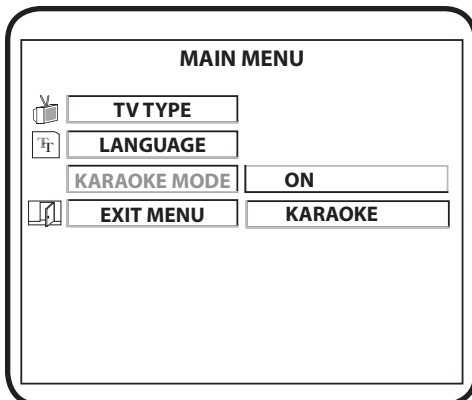 MAIN MENU
TV TYPE
LANGUAGE
KARAOKE MODE ON
EXIT MENU KARAOKE